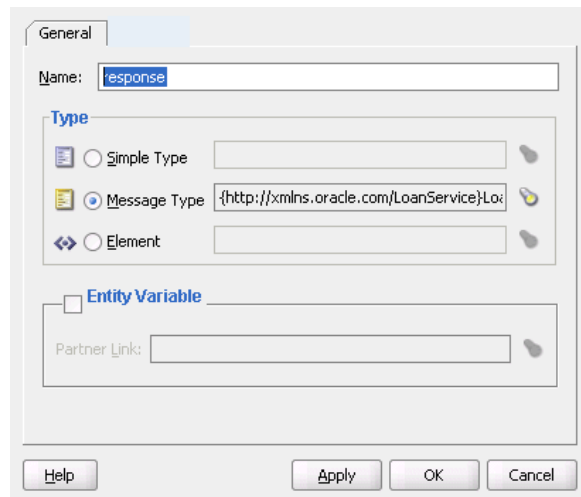 General
Name: response
Type
Simple Type
Message Type {http://xmlns.oracle.com/LoanService}Loa
Element
Entity Variable
Partner Link:
Help Apply OK Cancel